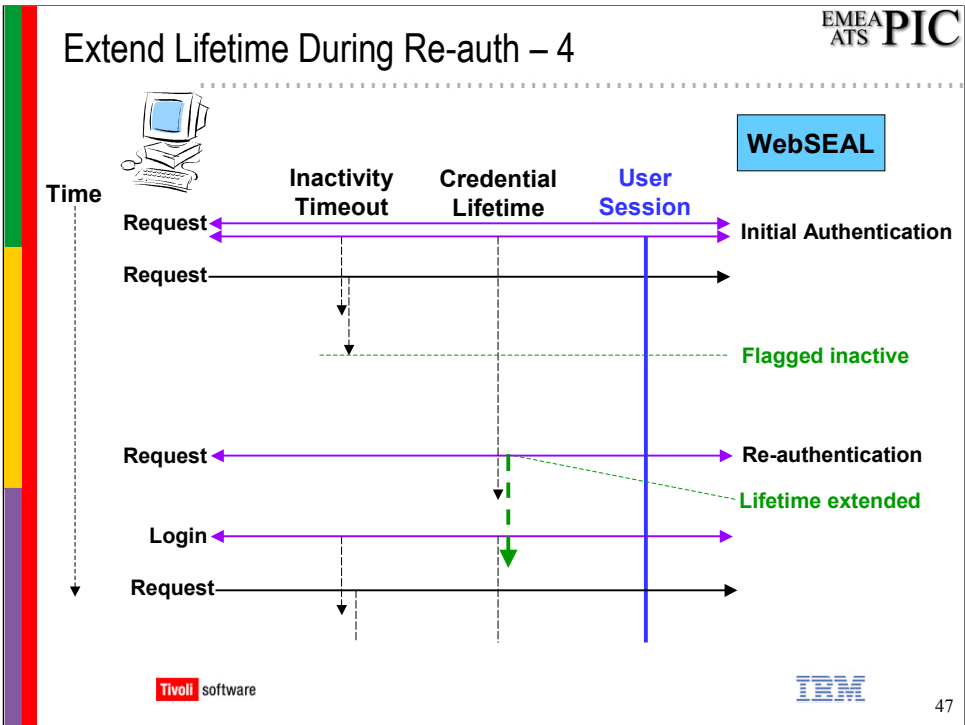 Extend Lifetime During Re-auth – 4
EMEA
ATS PIC
WebSEAL
Time
Inactivity
Timeout
Credential
Lifetime
User
Session
Request
Initial Authentication
Request
Flagged inactive
Request
Re-authentication
Lifetime extended
Login
Request
Tivoli software
IBM
47